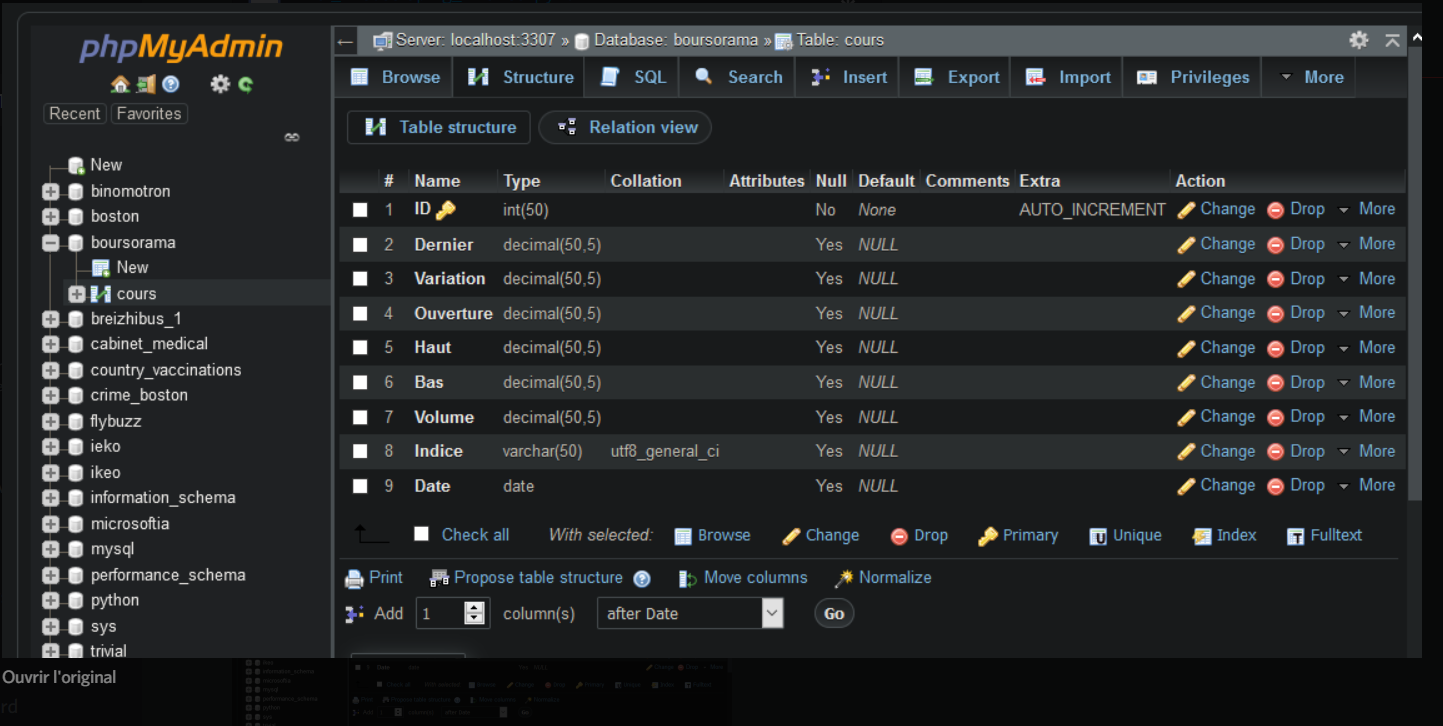 phpMyAdmin
Recent Favorites
New
binomotron
boston
boursorama
New
cours
breizhibus_1
cabinet_medical
country_vaccinations
crime_boston
flybuzz
ieko
ikeo
information_schema
microsoftia
mysql
performance_schema
python
sys
trivial
Server: localhost:3307 » Database: boursorama » Table: cours
Browse Structure SQL Search Insert Export Import Privileges More
Table structure Relation view
# Name Type Collation Attributes Null Default Comments Extra Action
1 ID int(50) No None AUTO_INCREMENT Change Drop More
2 Dernier decimal(50,5) Yes NULL Change Drop More
3 Variation decimal(50,5) Yes NULL Change Drop More
4 Ouverture decimal(50,5) Yes NULL Change Drop More
5 Haut decimal(50,5) Yes NULL Change Drop More
6 Bas decimal(50,5) Yes NULL Change Drop More
7 Volume decimal(50,5) Yes NULL Change Drop More
8 Indice varchar(50) utf8_general_ci Yes NULL Change Drop More
9 Date date Yes NULL Change Drop More
Check all With selected: Browse Change Drop Primary Unique Index Fulltext
Print Propose table structure Move columns Normalize
Add 1 column(s) after Date Go
Ouvrir l'original
rd